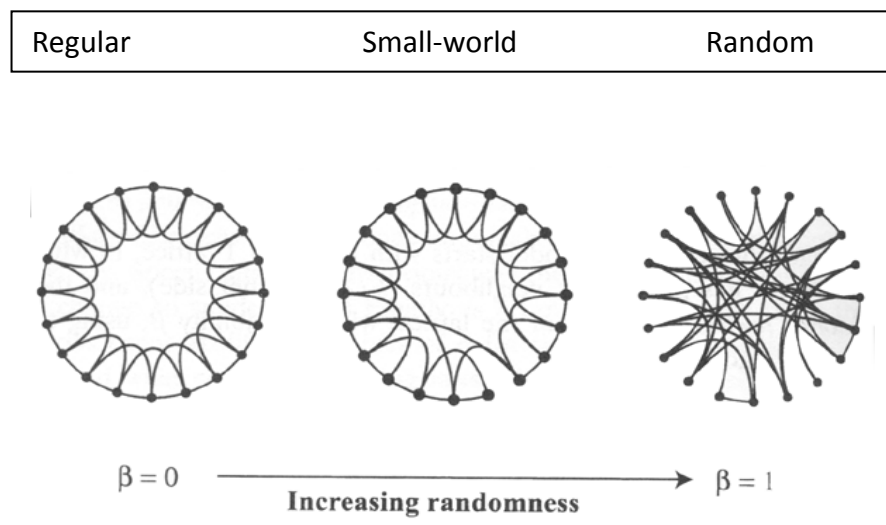 Regular Small-world Random
β = 0 β = 1
Increasing randomness